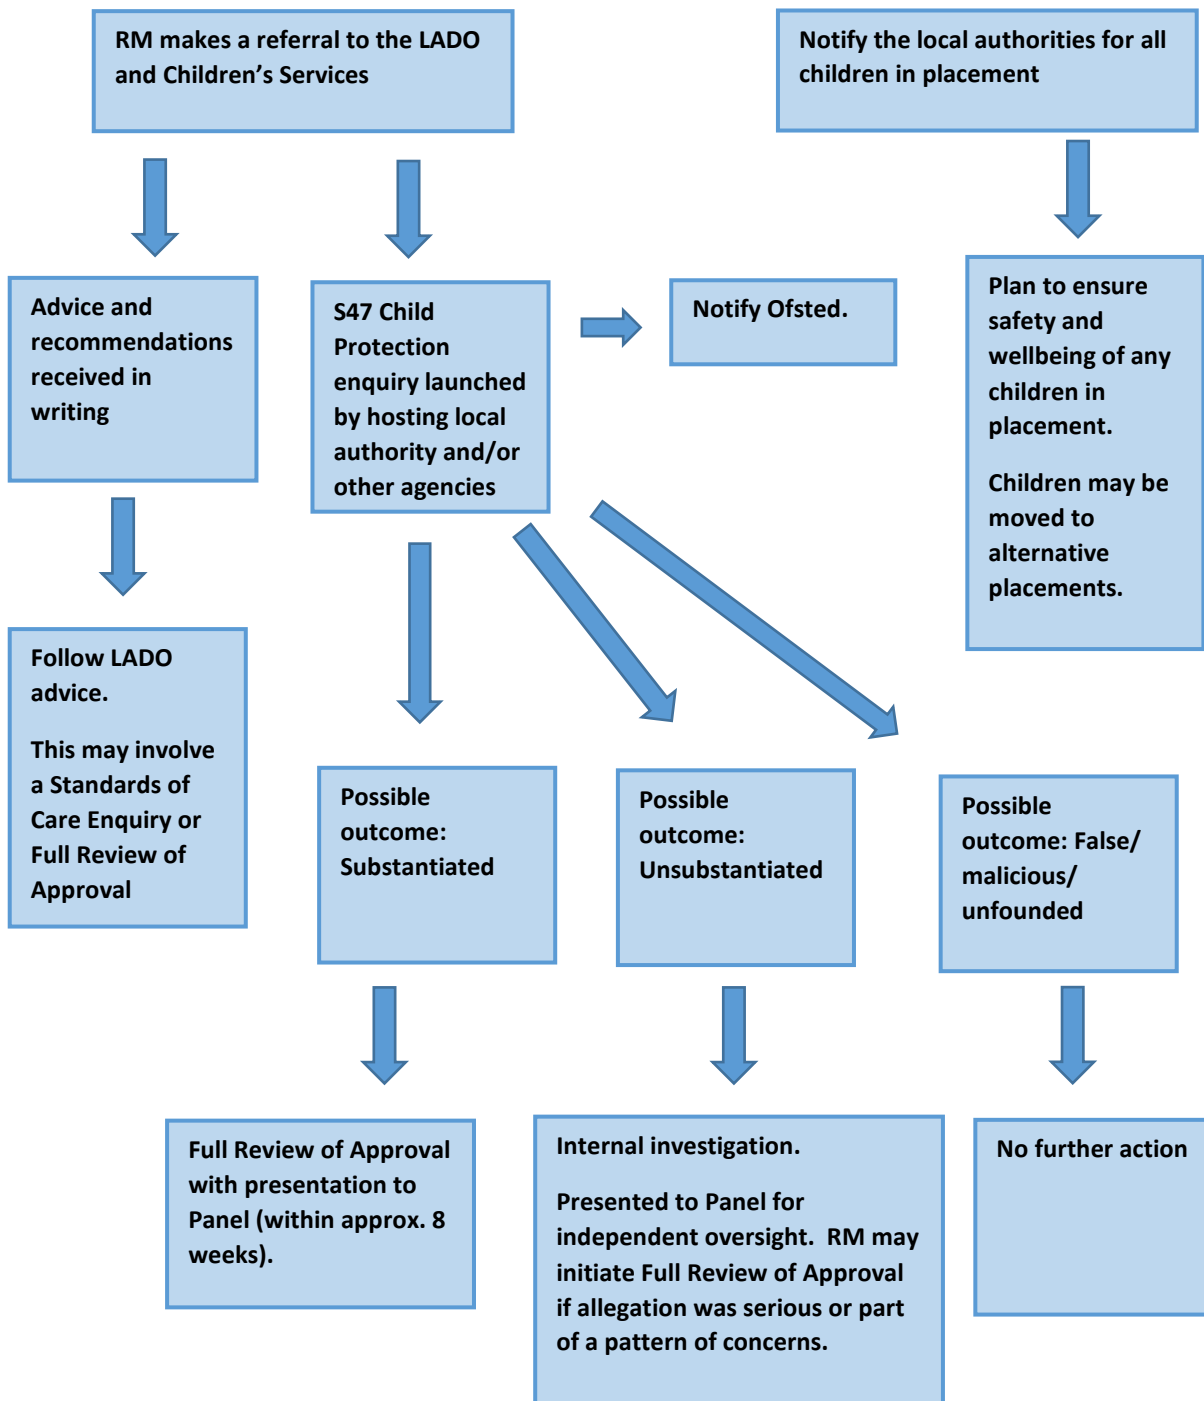 RM makes a referral to the LADO
and Children’s Services
Notify the local authorities for all
children in placement
Advice and
recommendations
received in
writing
S47 Child
Protection
enquiry launched
by hosting local
authority and/or
other agencies
Notify Ofsted.
Plan to ensure
safety and
wellbeing of any
children in
placement.
Children may be
moved to
alternative
placements.
Follow LADO
advice.
This may involve
a Standards of
Care Enquiry or
Full Review of
Approval
Possible
outcome:
Substantiated
Possible
outcome:
Unsubstantiated
Possible
outcome: False/
malicious/
unfounded
Full Review of Approval
with presentation to
Panel (within approx. 8
weeks).
Internal investigation.
Presented to Panel for
independent oversight.  RM may
initiate Full Review of Approval
if allegation was serious or part
of a pattern of concerns.
No further action